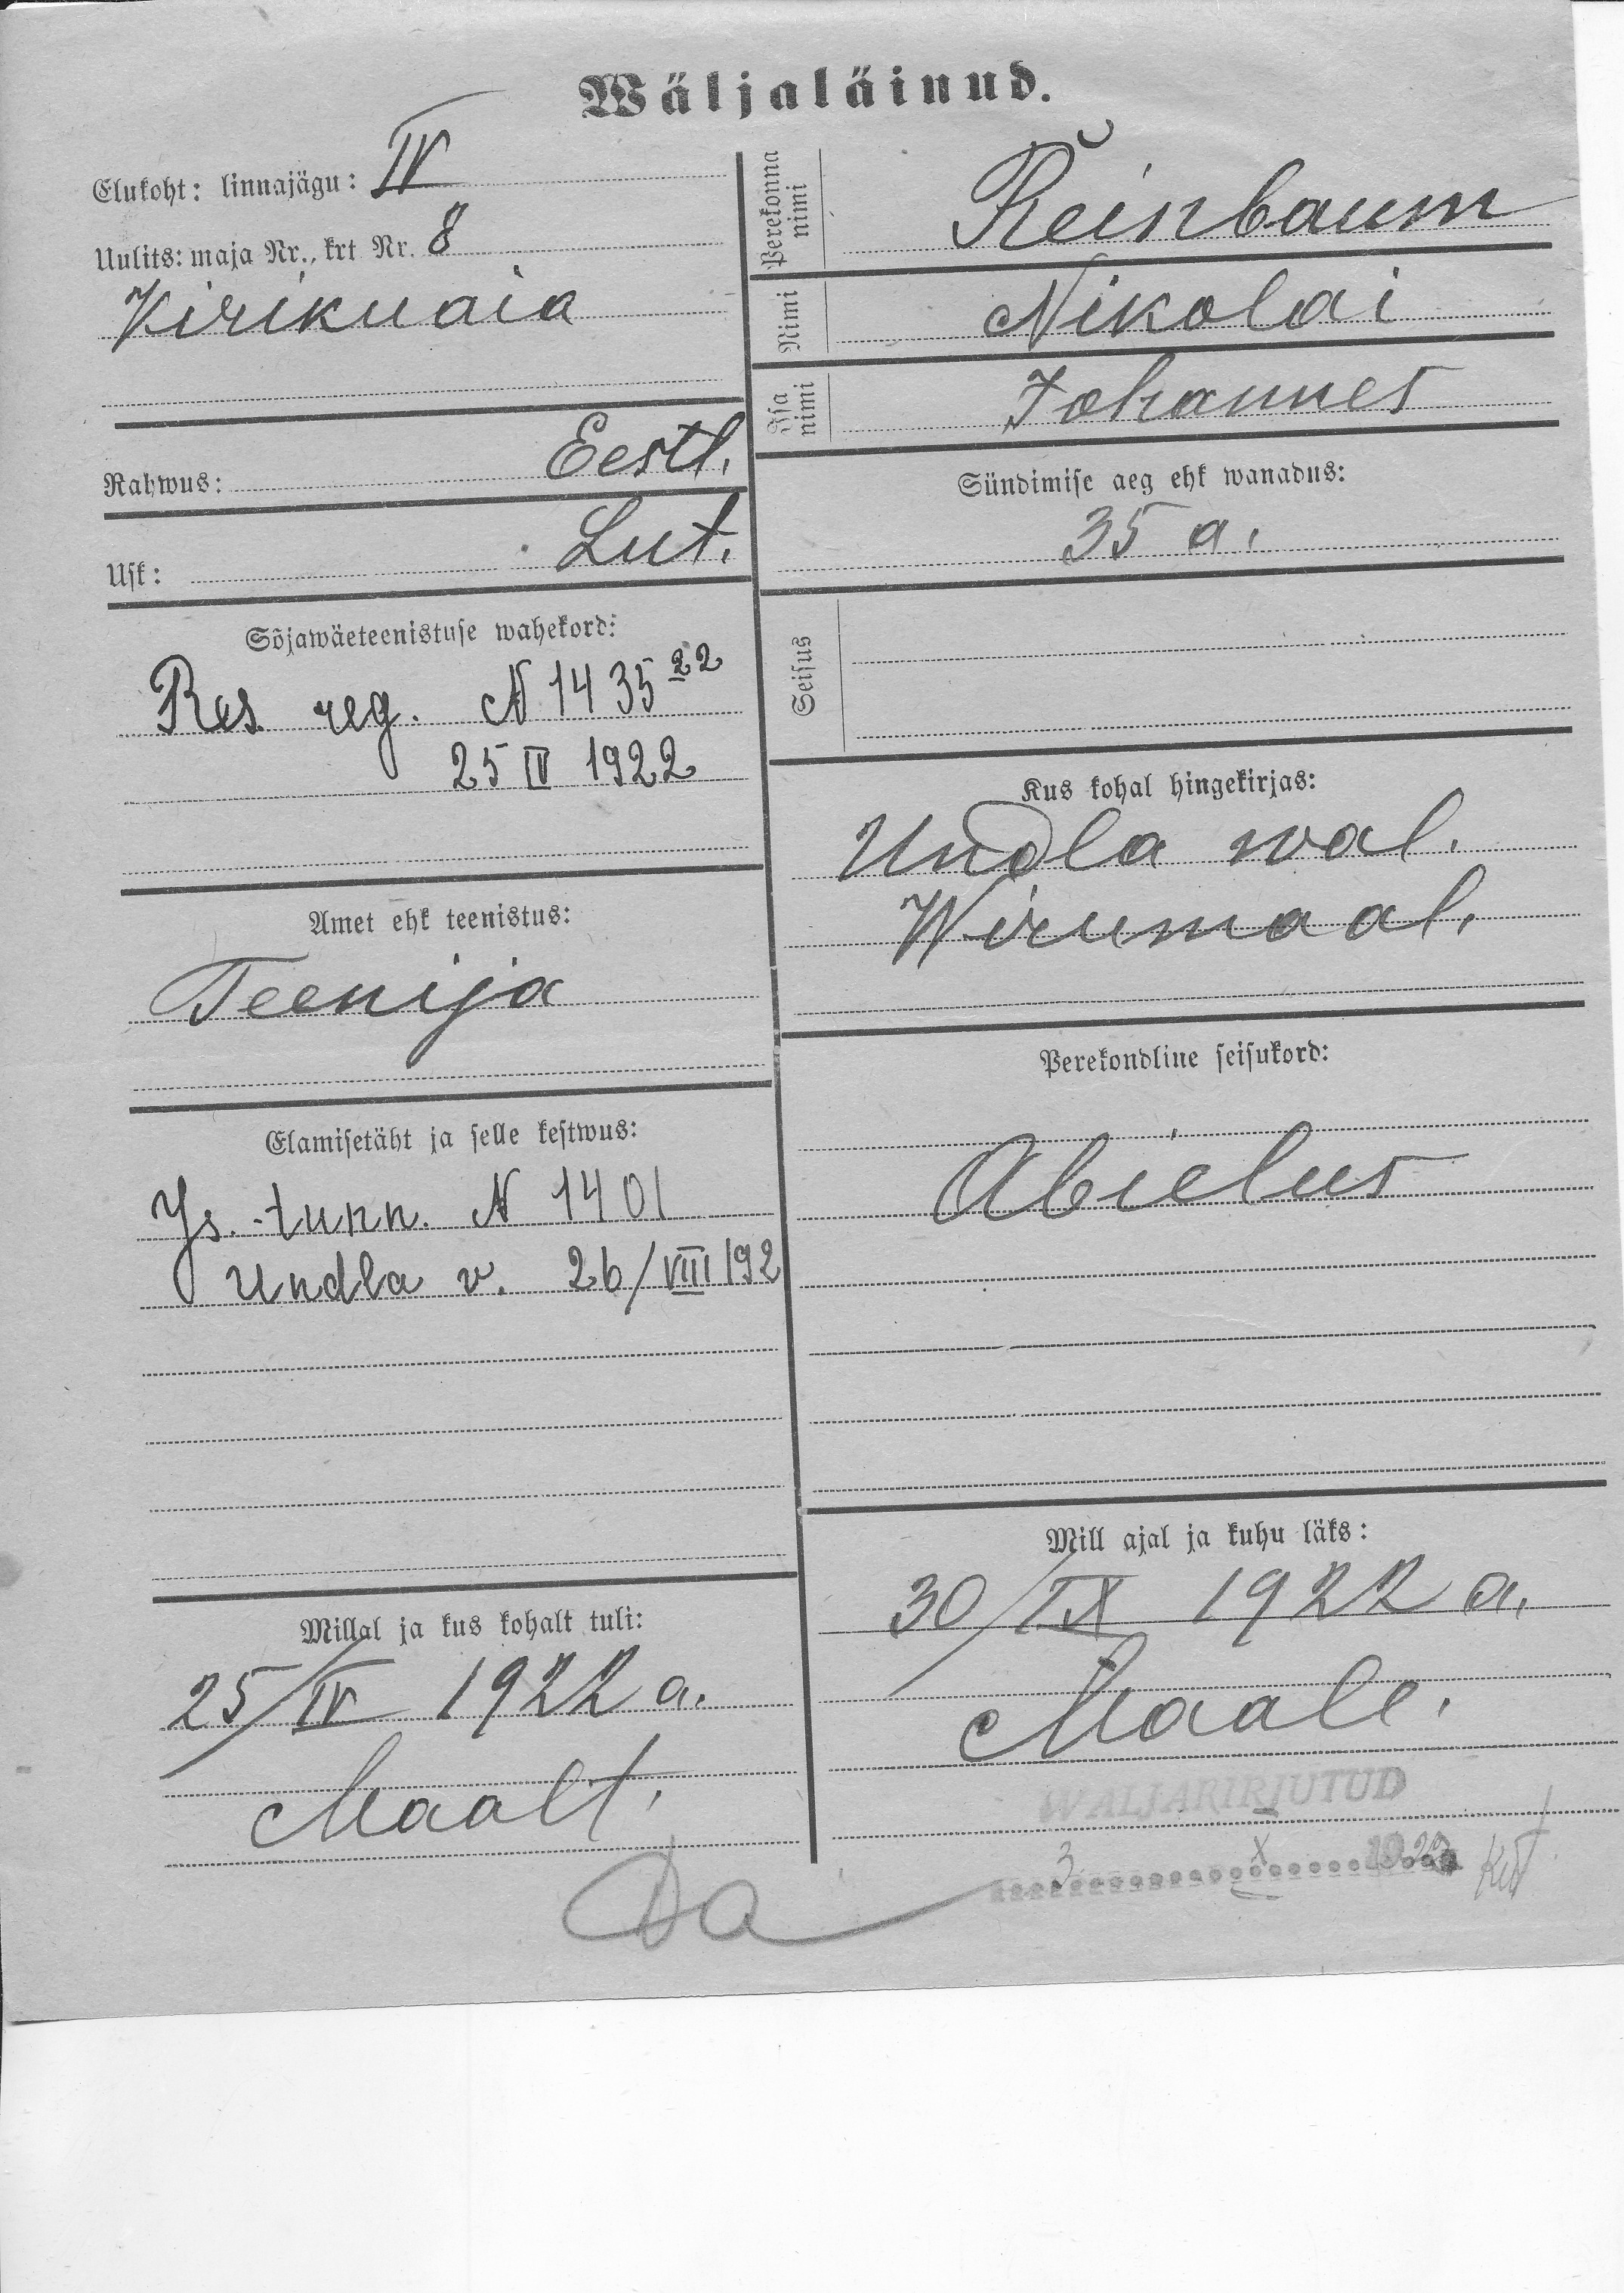 Wäljaläinud.
Elukoht: linnajägu: IV
Uulits: maja Nr., krt Nr. 8
Kirikuaia
Rahwus: Eestl.
Usk: Lut.
Sõjawäeteenistuse wahekord:
Res. reg. N 1435 22
25 IV 1922
Amet ehk teenistus:
Teenija
Elamisetäht ja selle kestwus:
Is.-tunn. N 1401
Undla v. 26/VIII 192
Millal ja kus kohalt tuli:
25/IV 1922 a.
Maalt.
Perekonna nimi
Reinbaum
Nimi
Nikolai
Isa nimi
Johannes
Sündimise aeg ehk wanadus:
35 a.
Seisus
Kus kohal hingekirjas:
Undla wal.
Wirumaal.
Perekondline seisukord:
Abielus
Mill ajal ja kuhu läks:
30/IX 1922 a.
Maale.
WALJAKIRJUTUD
3 X 1922